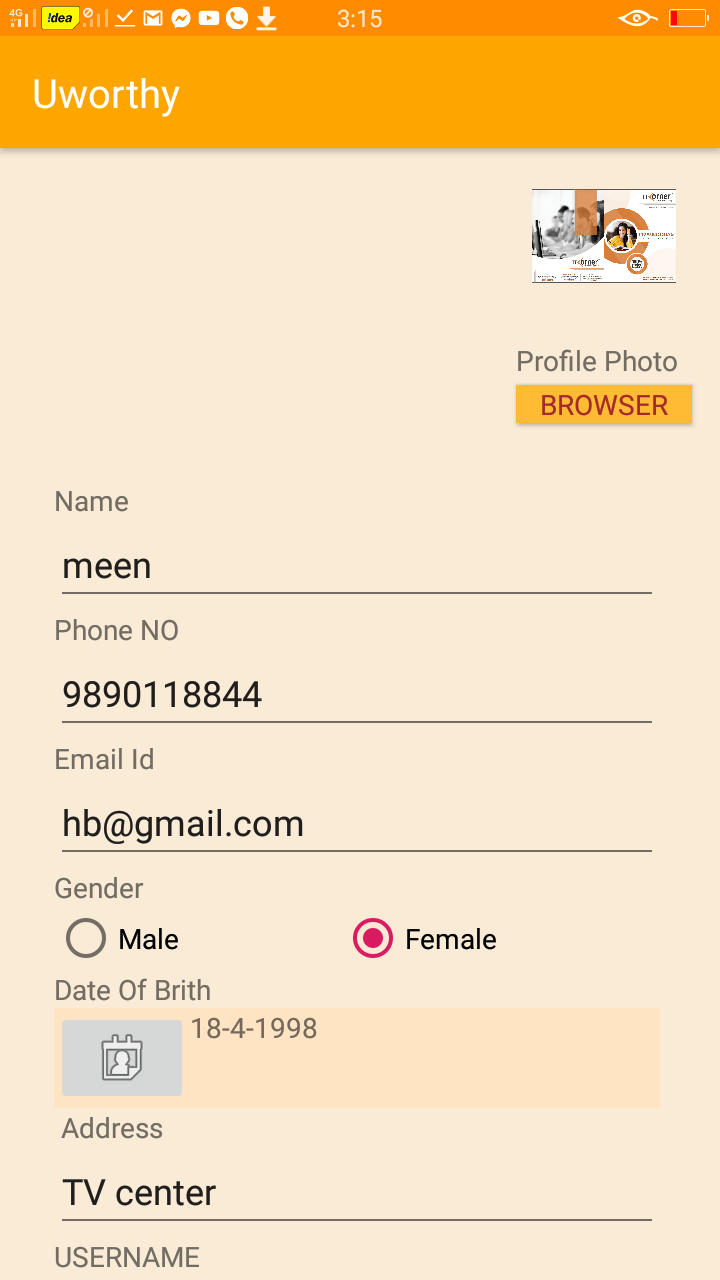 4G
!dea
3:15
Uworthy
Profile Photo
BROWSER
Name
meen
Phone NO
9890118844
Email Id
hb@gmail.com
Gender
Male
Female
Date Of Brith
18-4-1998
Address
TV center
USERNAME